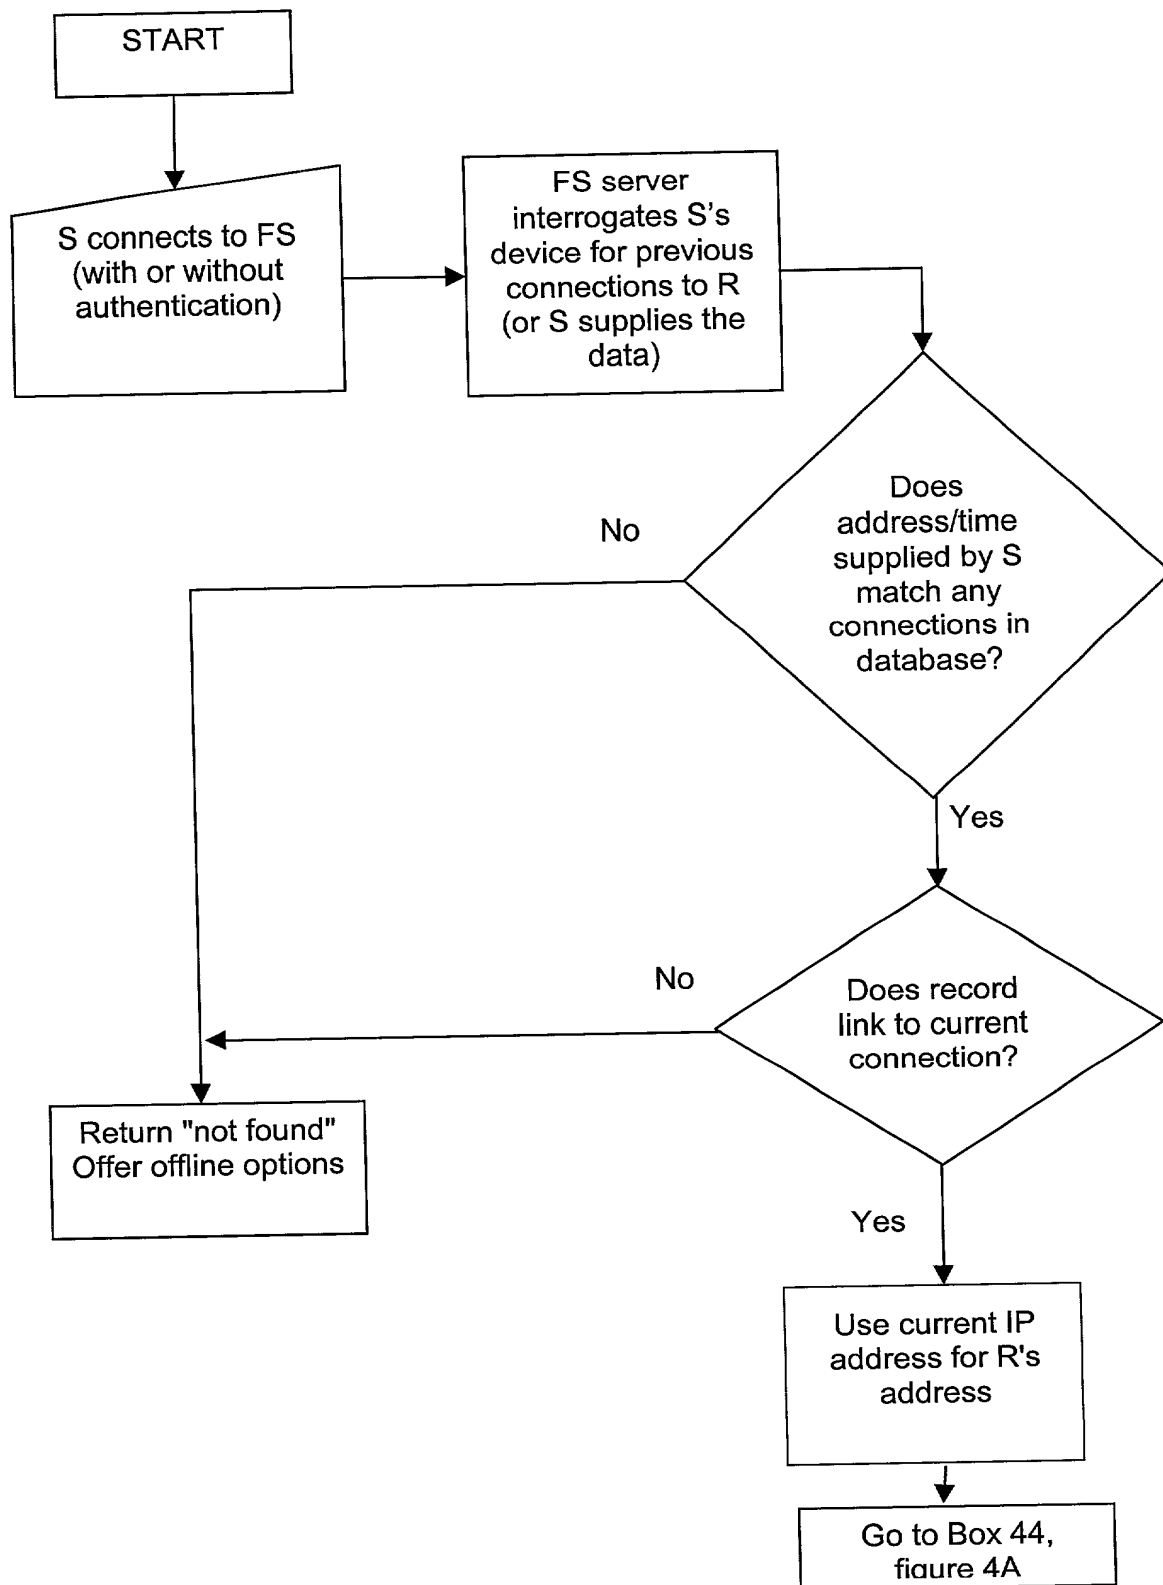 START
S connects to FS
(with or without
authentication)
FS server
interrogates S's
device for previous
connections to R
(or S supplies the
data)
Does
address/time
supplied by S
match any
connections in
database?
No
Yes
Does record
link to current
connection?
No
Return "not found"
Offer offline options
Yes
Use current IP
address for R's
address
Go to Box 44,
figure 4A